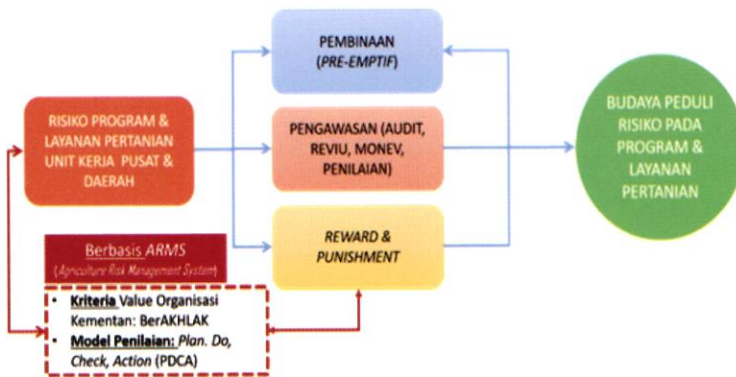 PEMBINAAN
(PRE-EMPTIF)
RISIKO PROGRAM &
LAYANAN PERTANIAN
UNIT KERJA PUSAT &
DAERAH
PENGAWASAN (AUDIT,
REVIU, MONEV,
PENILAIAN)
REWARD &
PUNISHMENT
BUDAYA PEDULI
RISIKO PADA
PROGRAM &
LAYANAN
PERTANIAN
Berbasis ARMS
(Agriculture Risk Management System)
• Kriteria Value Organisasi
Kementan: BerAKHLAK
• Model Penilaian: Plan. Do,
Check, Action (PDCA)